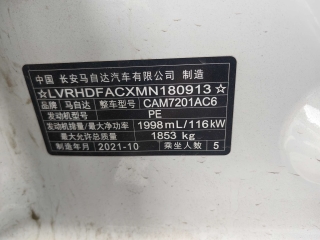 中国 长安马自达汽车有限公司 制造
☆LVRHDFACXMN180913☆
品牌 马自达 整车型号 CAM7201AC6
发动机型号 PE
发动机排量/最大净功率 1998mL/116kW
最大允许总质量 1853 kg
制造年月 2021-10 乘坐人数 5